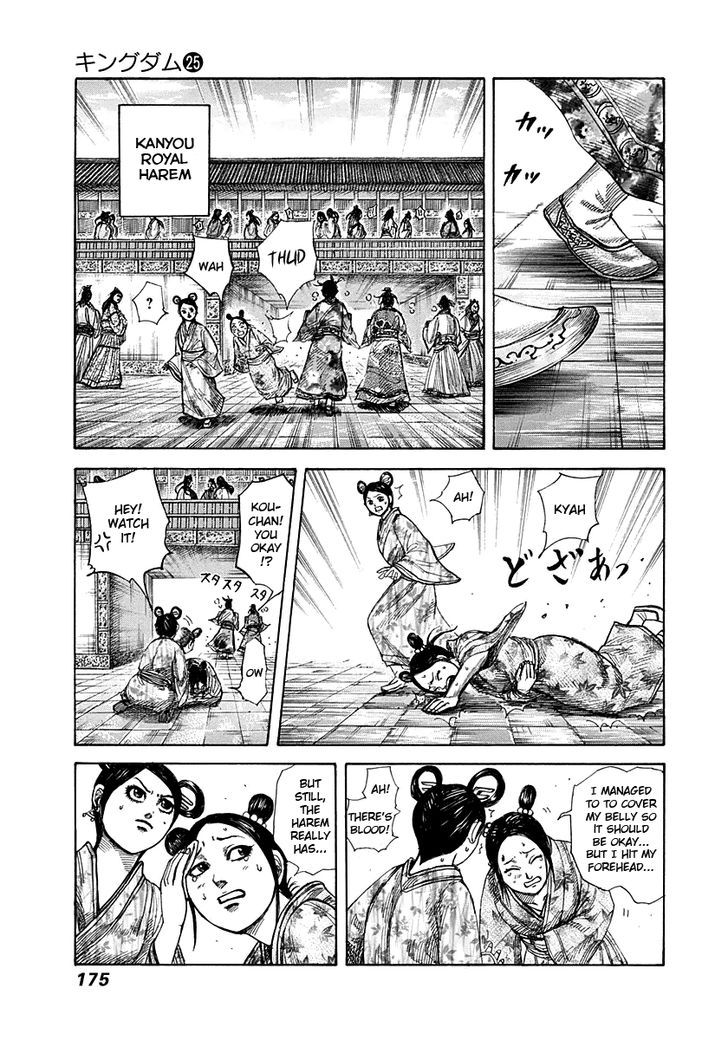 キングダム25
カッ
カッ
KANYOU
ROYAL
HAREM
THUD
WAH
?
KYAH
AH!
どざあっ
KOU-
CHAN!
YOU
OKAY
!?
HEY!
WATCH
IT!
スタ
スタ
スタ
OW
I MANAGED
TO TO COVER
MY BELLY SO
IT SHOULD
BE OKAY...
BUT I HIT MY
FOREHEAD...
AH!
THERE'S
BLOOD!
BUT
STILL,
THE
HAREM
REALLY
HAS...
175